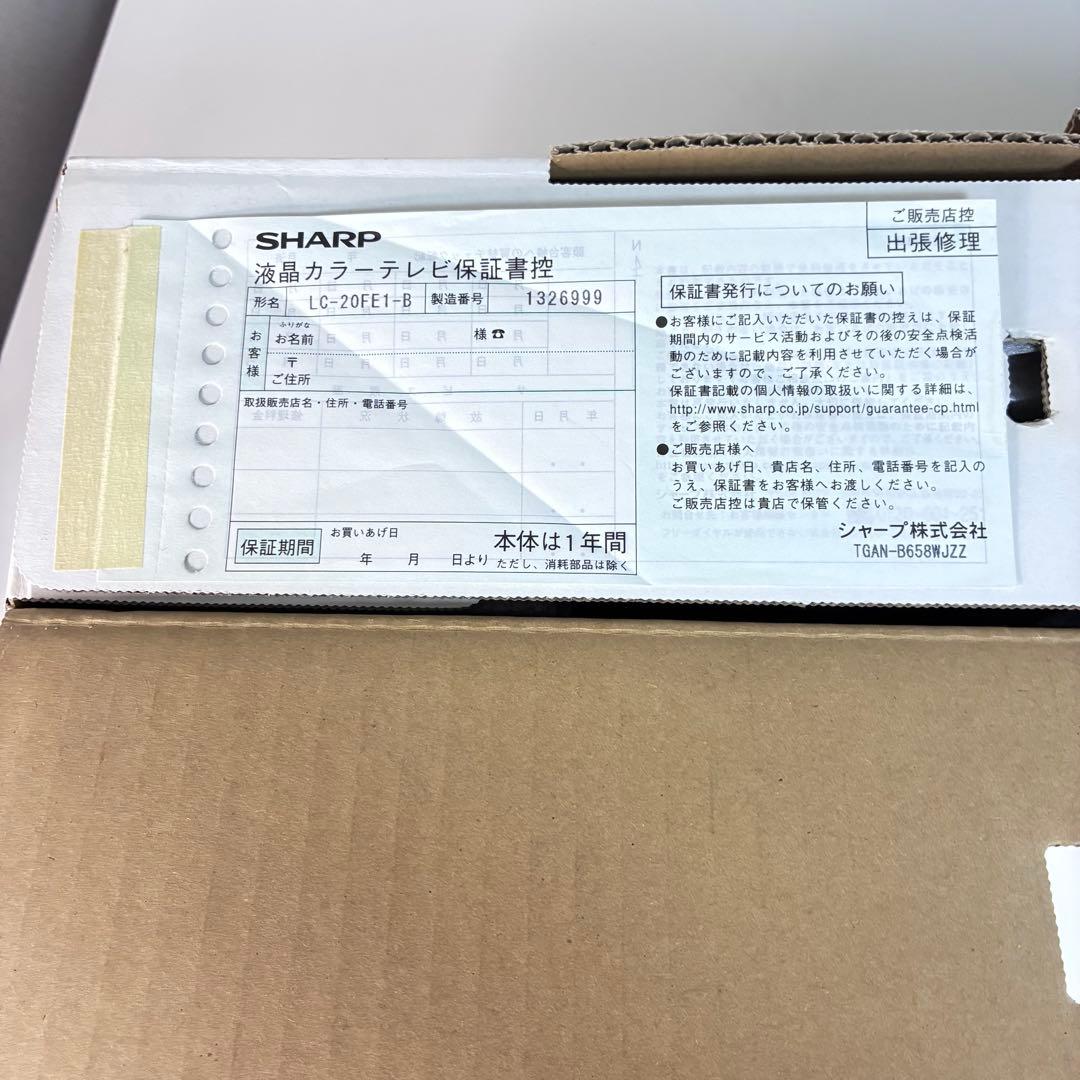 SHARP
液晶カラーテレビ保証書控
形名 LC-20FE1-B 製造番号 1326999
お客様
ふりがな
お名前 様 ☎
〒
ご住所
取扱販売店名・住所・電話番号
保証期間
お買いあげ日
年 月 日より
本体は1年間
ただし、消耗部品は除く
ご販売店控
出張修理
保証書発行についてのお願い
●お客様にご記入いただいた保証書の控えは、保証
期間内のサービス活動およびその後の安全点検活
動のために記載内容を利用させていただく場合が
ございますので、ご了承ください。
保証書記載の個人情報の取扱いに関する詳細は、
http://www.sharp.co.jp/support/guarantee-cp.html
をご参照ください。
●ご販売店様へ
お買いあげ日、貴店名、住所、電話番号を記入の
うえ、保証書をお客様へお渡しください。
ご販売店控は貴店で保管ください。
シャープ株式会社
TGAN-B658WJZZ